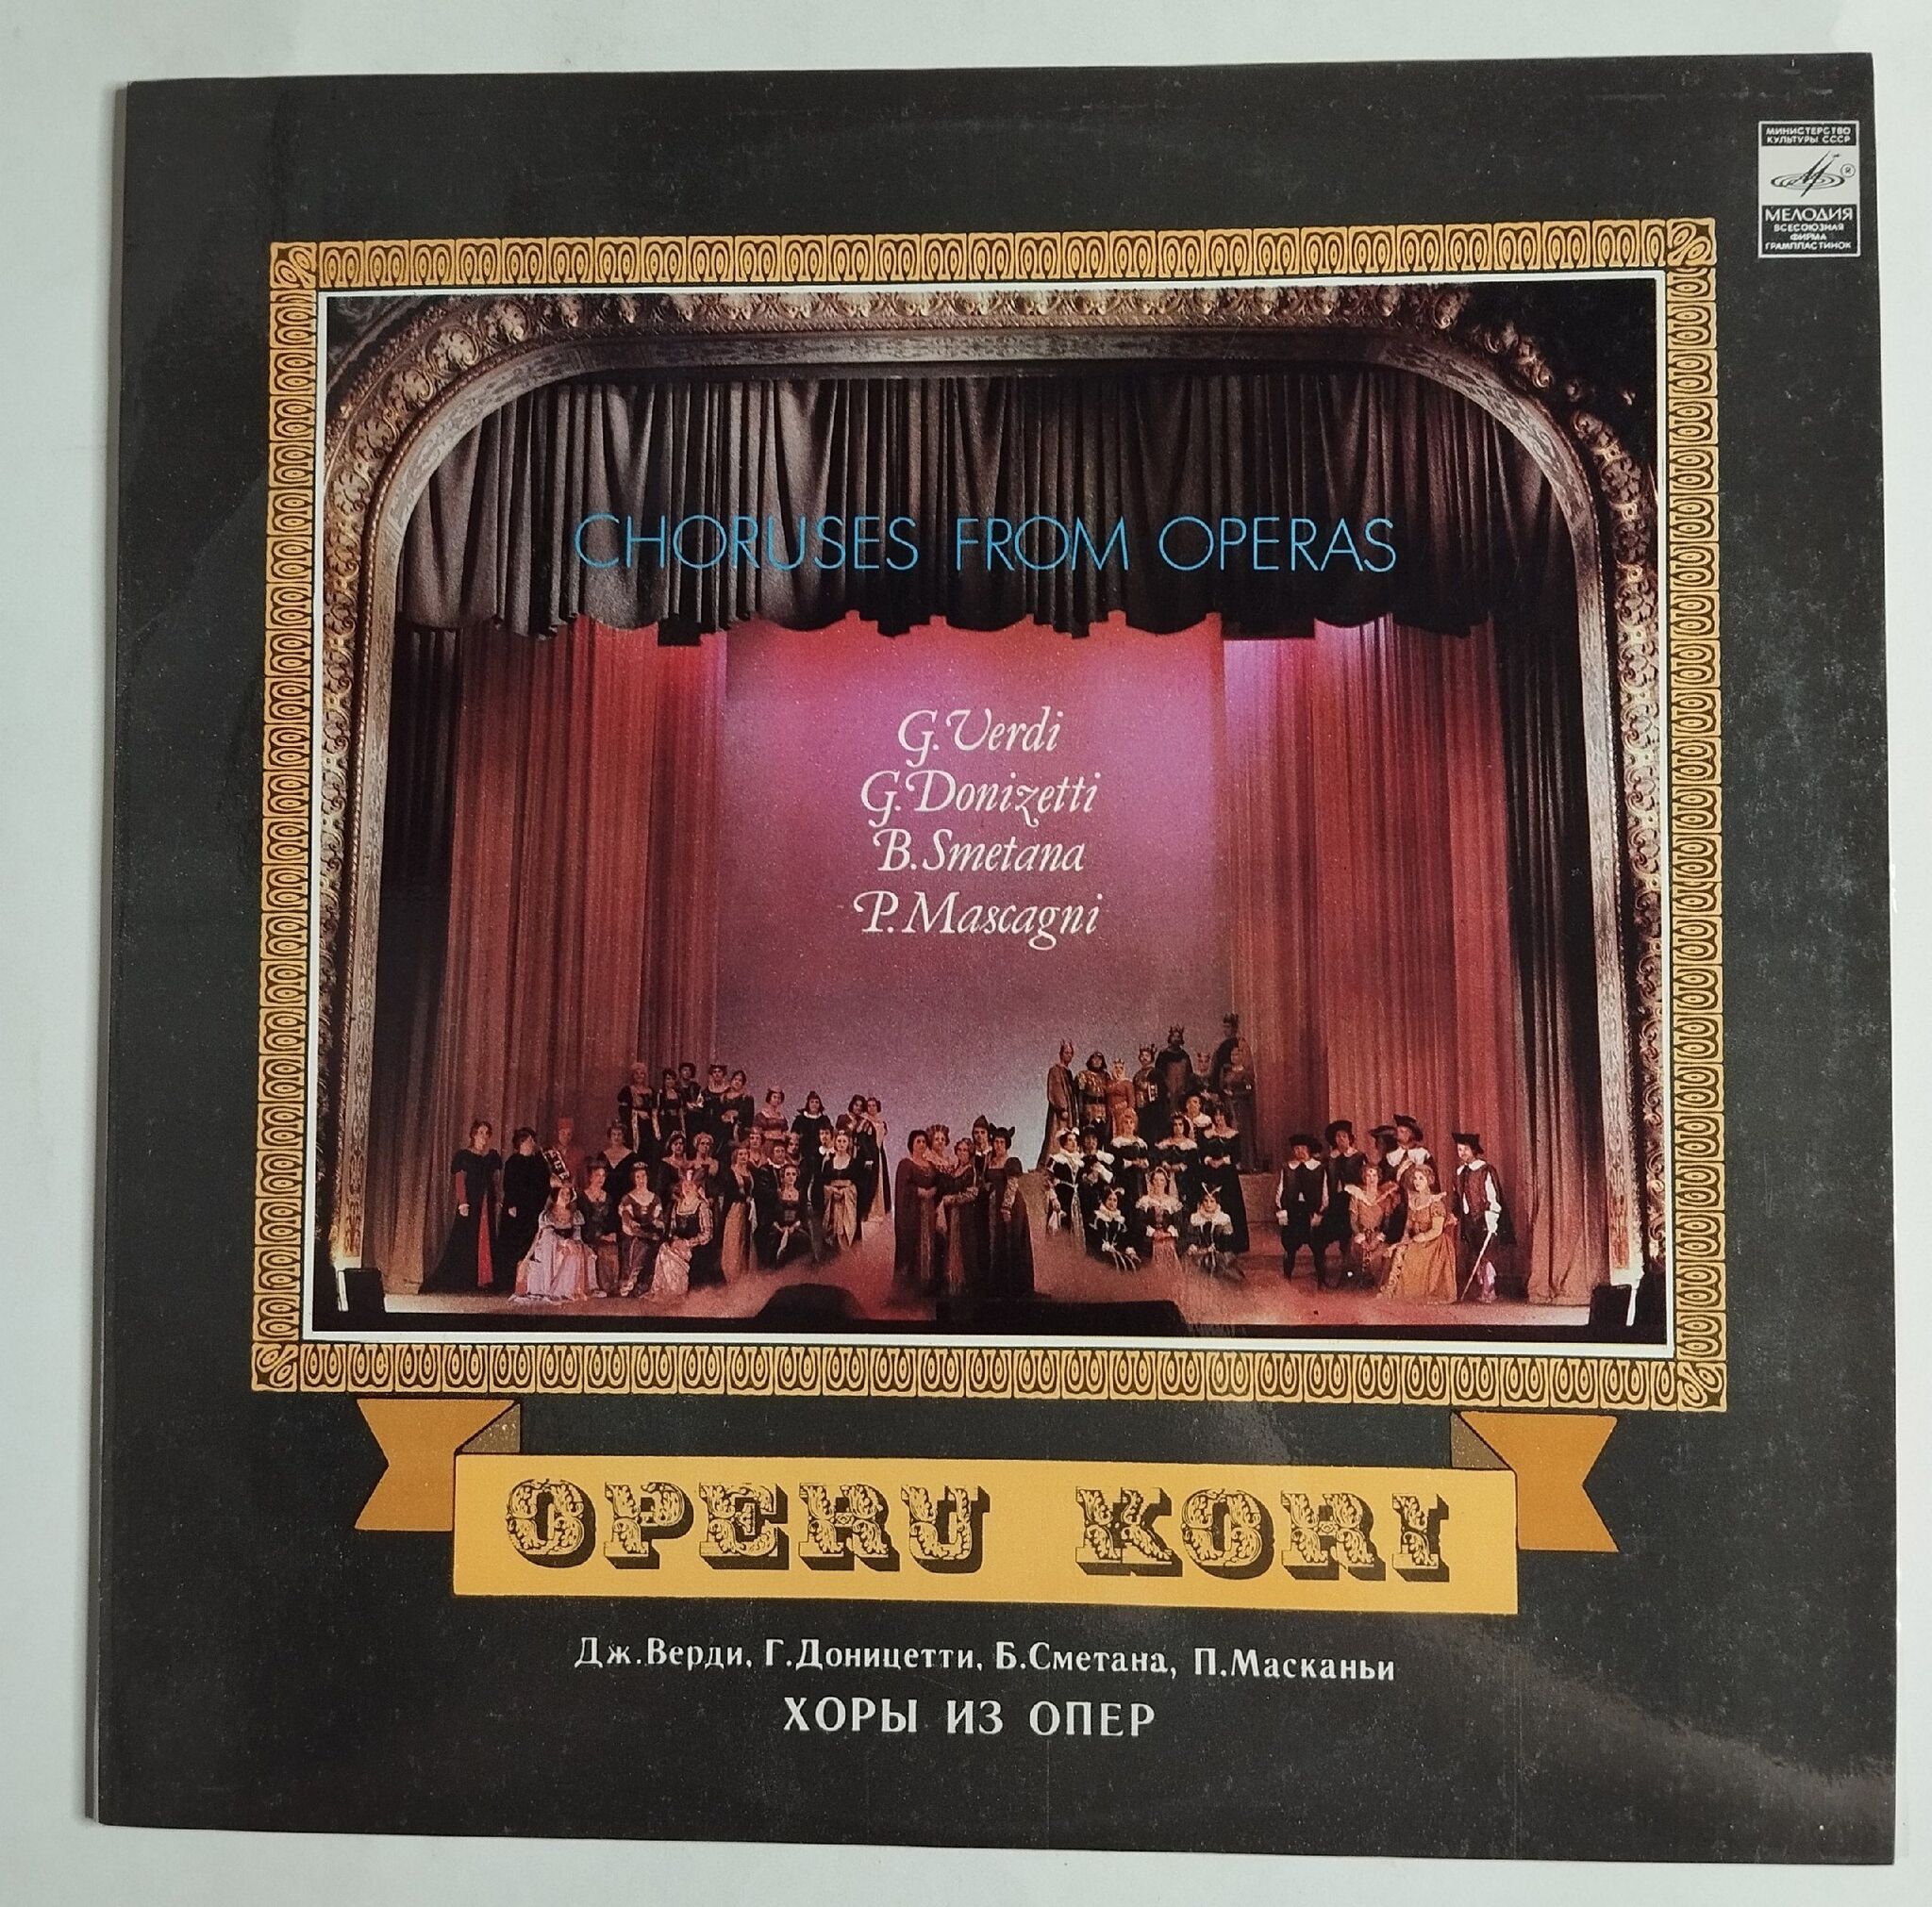 МИНИСТЕРСТВО
КУЛЬТУРЫ СССР
МЕЛОДИЯ
ВСЕСОЮЗНАЯ
ФИРМА
ГРАМПЛАСТИНОК
CHORUSES FROM OPERAS
G.Verdi
G.Donizetti
B.Smetana
P.Mascagni
OPERU KORI
Дж.Верди, Г.Доницетти, Б.Сметана, П.Масканьи
ХОРЫ ИЗ ОПЕР